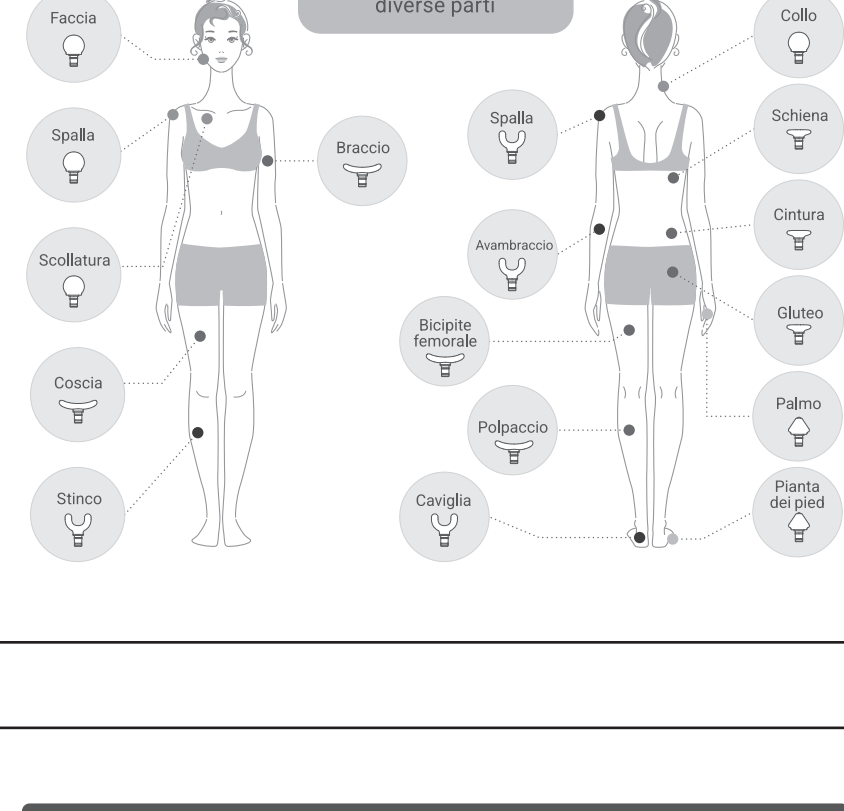 diverse parti
Faccia
Spalla
Scollatura
Coscia
Stinco
Braccio
Spalla
Avambraccio
Bicipite
femorale
Polpaccio
Caviglia
Collo
Schiena
Cintura
Gluteo
Palmo
Pianta
dei pied